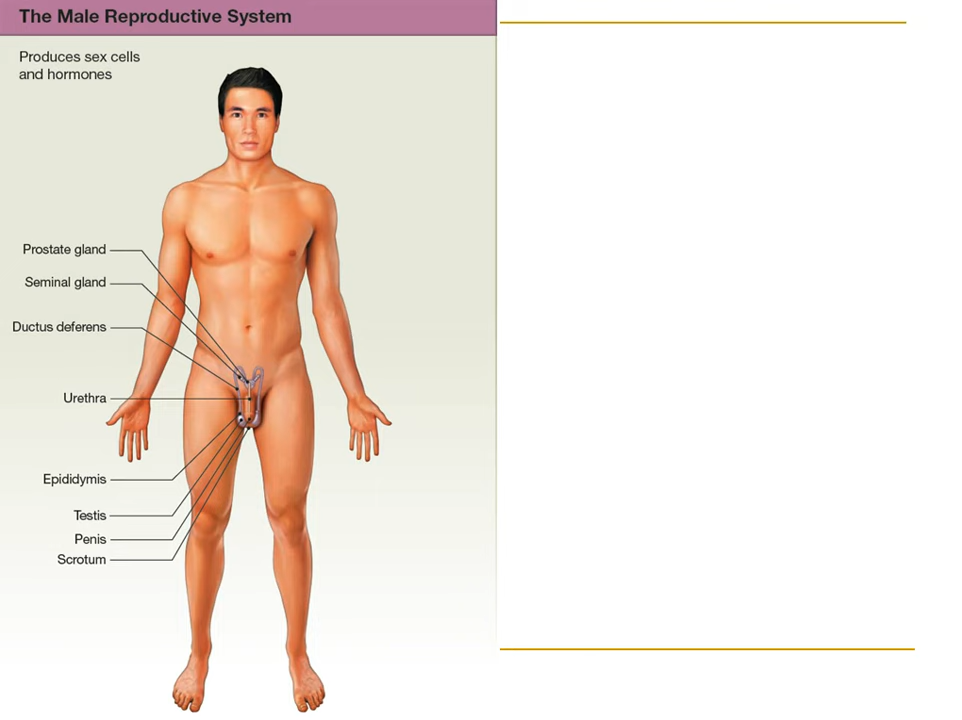 The Male Reproductive System
Produces sex cells
and hormones
Prostate gland
Seminal gland
Ductus deferens
Urethra
Epididymis
Testis
Penis
Scrotum